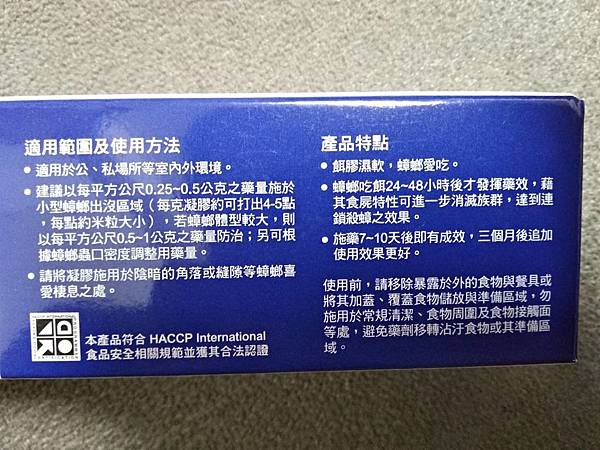 適用範圍及使用方法
● 適用於公、私場所等室內外環境。
● 建議以每平方公尺0.25~0.5公克之藥量施於
小型蟑螂出沒區域（每克凝膠約可打出4-5點
，每點約米粒大小），若蟑螂體型較大，則
以每平方公尺0.5~1公克之藥量防治；另可根
據蟑螂蟲口密度調整用藥量。
● 請將凝膠施用於陰暗的角落或縫隙等蟑螂喜
愛棲息之處。
HACCP INTERNATIONAL
CERTIFICATION
本產品符合 HACCP International
食品安全相關規範並獲其合法認證
產品特點
● 餌膠濕軟，蟑螂愛吃。
● 蟑螂吃餌24~48小時後才發揮藥效，藉
其食屍特性可進一步消滅族群，達到連
鎖殺蟑之效果。
● 施藥7~10天後即有成效，三個月後追加
使用效果更好。
使用前，請移除暴露於外的食物與餐具或
將其加蓋、覆蓋食物儲放與準備區域，勿
施用於常規清潔、食物周圍及食物接觸面
等處，避免藥劑移轉沾汙食物或其準備區
域。